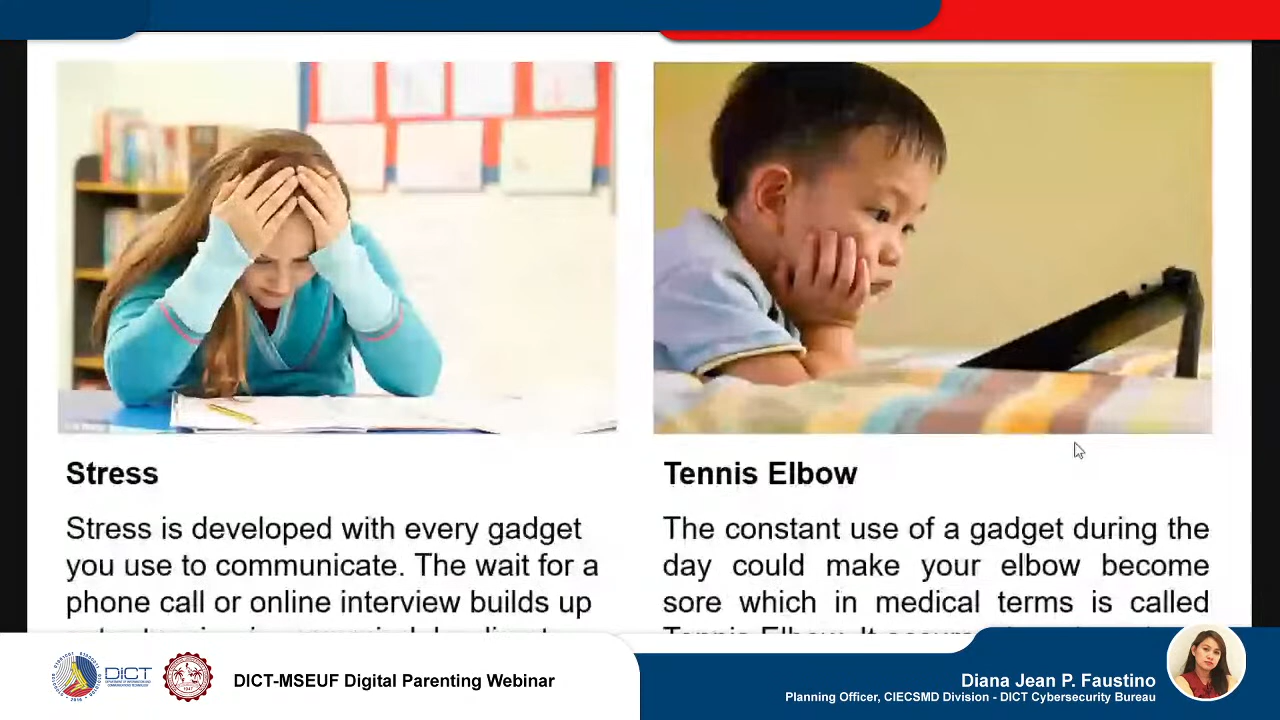 Stress
Stress is developed with every gadget
you use to communicate. The wait for a
phone call or online interview builds up
Tennis Elbow
The constant use of a gadget during the
day could make your elbow become
sore which in medical terms is called
Tennis Elbow. It
DICT
DICT-MSEUF Digital Parenting Webinar
Diana Jean P. Faustino
Planning Officer, CIECSMD Division - DICT Cybersecurity Bureau